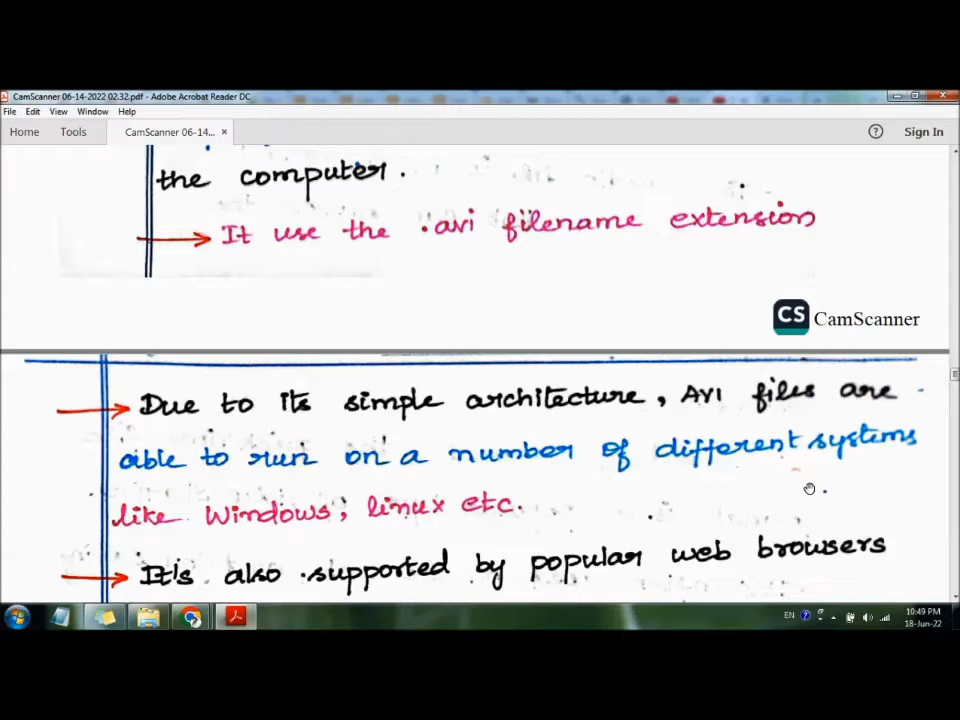 CamScanner 06-14-2022 02.32.pdf - Adobe Acrobat Reader DC
File Edit View Window Help
Home Tools CamScanner 06-14... × ? Sign In
the computer.
It use the .avi filename extension
CS CamScanner
Due to its simple architecture, AVI files are
able to run on a number of different systems
like Windows, linux etc.
It's also supported by popular web browsers
EN 10:49 PM
18-Jun-22